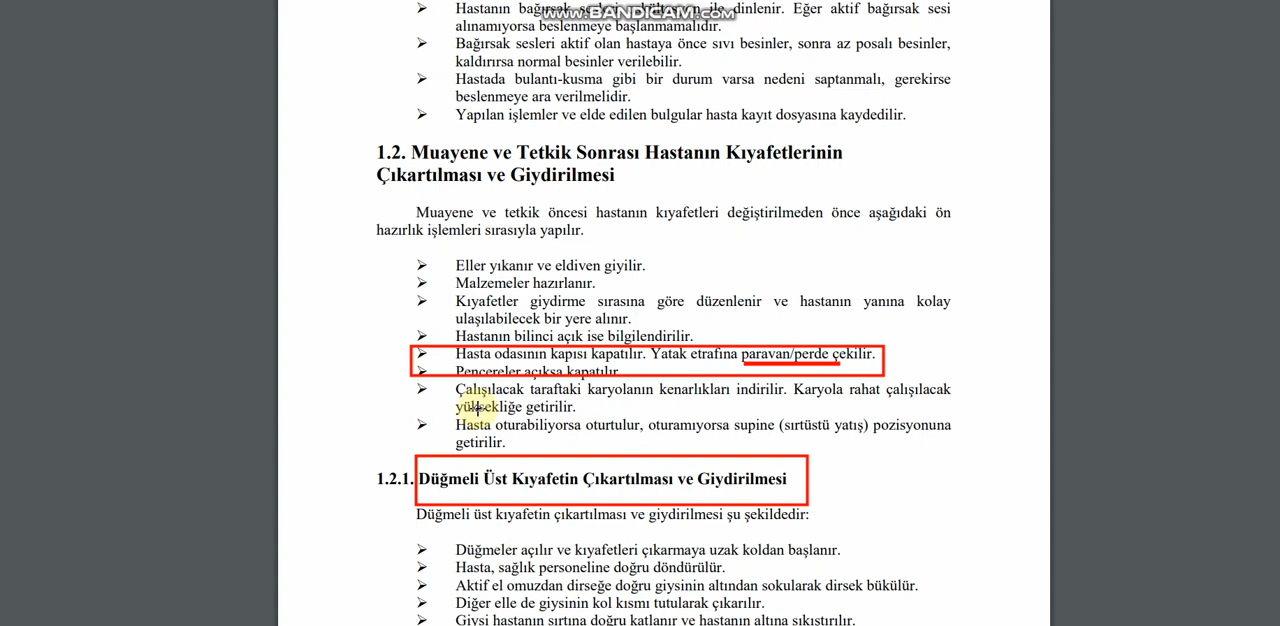 www.BANDICAM.com
➢ Hastanın bağırsak ile dinlenir. Eğer aktif bağırsak sesi
alınamıyorsa beslenmeye başlanmamalıdır.
➢ Bağırsak sesleri aktif olan hastaya önce sıvı besinler, sonra az posalı besinler,
kaldırırsa normal besinler verilebilir.
➢ Hastada bulantı-kusma gibi bir durum varsa nedeni saptanmalı, gerekirse
beslenmeye ara verilmelidir.
➢ Yapılan işlemler ve elde edilen bulgular hasta kayıt dosyasına kaydedilir.
1.2. Muayene ve Tetkik Sonrası Hastanın Kıyafetlerinin
Çıkartılması ve Giydirilmesi
Muayene ve tetkik öncesi hastanın kıyafetleri değiştirilmeden önce aşağıdaki ön
hazırlık işlemleri sırasıyla yapılır.
➢ Eller yıkanır ve eldiven giyilir.
➢ Malzemeler hazırlanır.
➢ Kıyafetler giydirme sırasına göre düzenlenir ve hastanın yanına kolay
ulaşılabilecek bir yere alınır.
➢ Hastanın bilinci açık ise bilgilendirilir.
➢ Hasta odasının kapısı kapatılır. Yatak etrafına paravan/perde çekilir.
➢ Pencereler açıksa kapatılır.
➢ Çalışılacak taraftaki karyolanın kenarlıkları indirilir. Karyola rahat çalışılacak
yüksekliğe getirilir.
➢ Hasta oturabiliyorsa oturtulur, oturamıyorsa supine (sırtüstü yatış) pozisyonuna
getirilir.
1.2.1. Düğmeli Üst Kıyafetin Çıkartılması ve Giydirilmesi
Düğmeli üst kıyafetin çıkartılması ve giydirilmesi şu şekildedir:
➢ Düğmeler açılır ve kıyafetleri çıkarmaya uzak koldan başlanır.
➢ Hasta, sağlık personeline doğru döndürülür.
➢ Aktif el omuzdan dirseğe doğru giysinin altından sokularak dirsek bükülür.
➢ Diğer elle de giysinin kol kısmı tutularak çıkarılır.
➢ Giysi hastanın sırtına doğru katlanır ve hastanın altına sıkıştırılır.